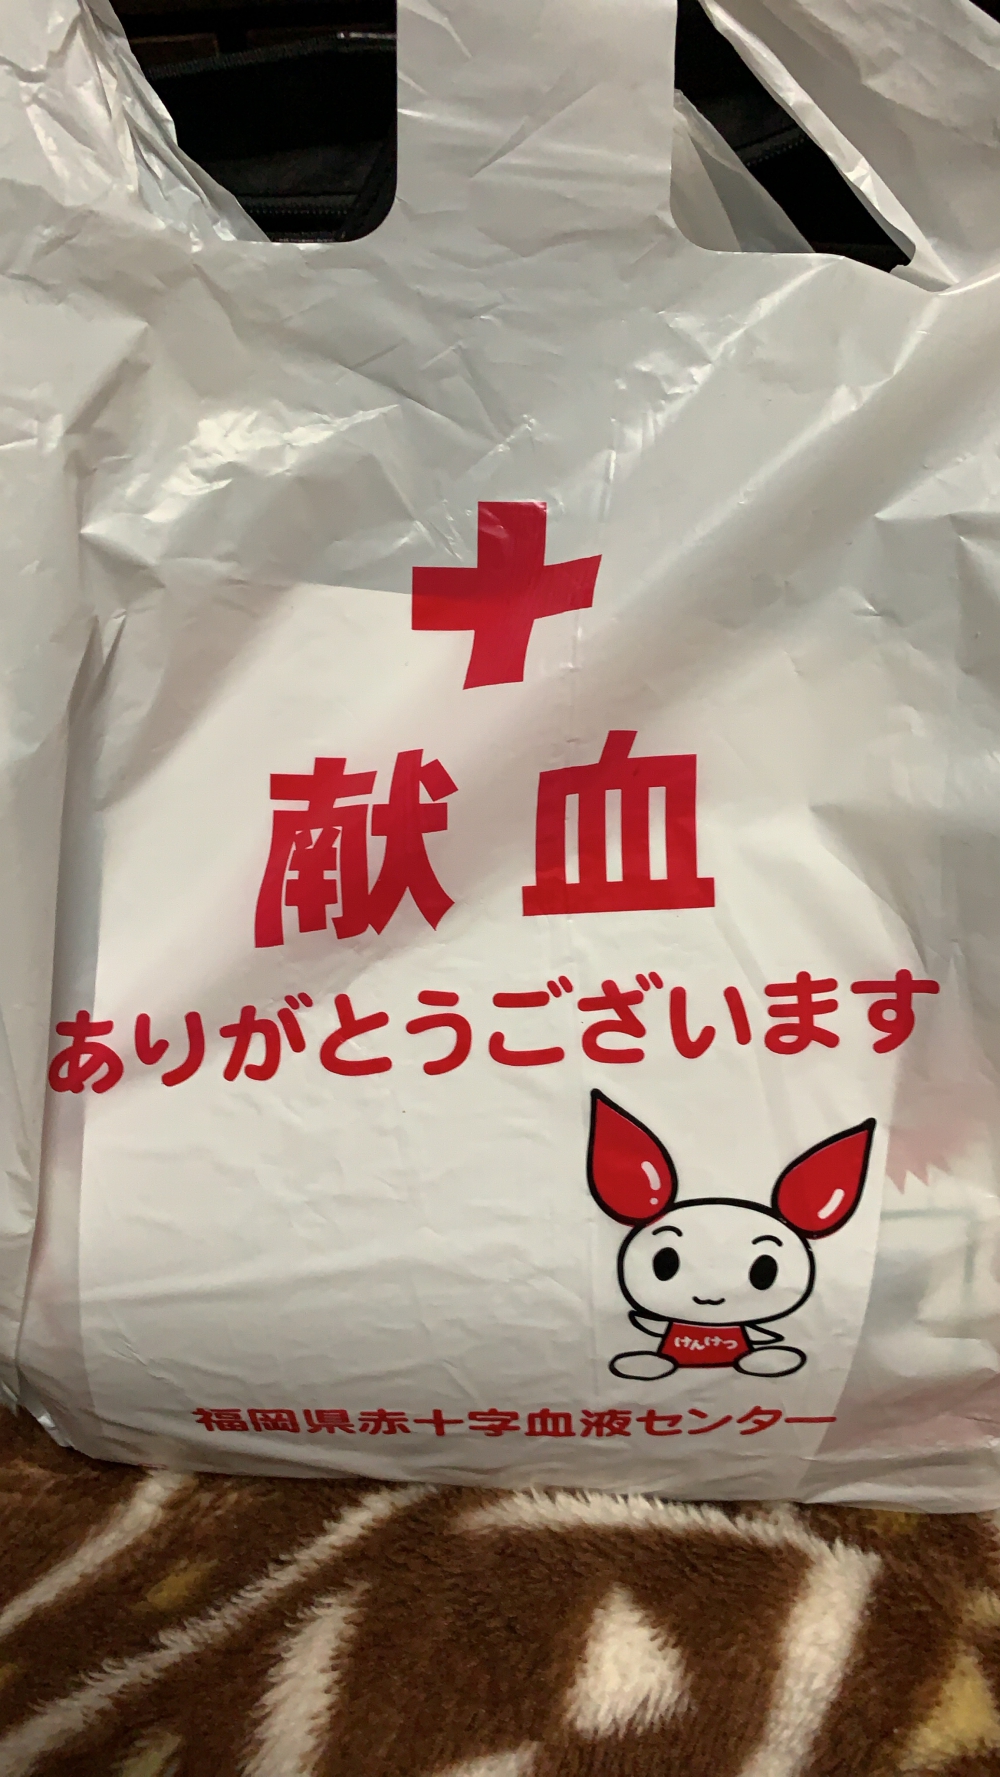 献血
ありがとうございます
けんけつ
福岡県赤十字血液センター